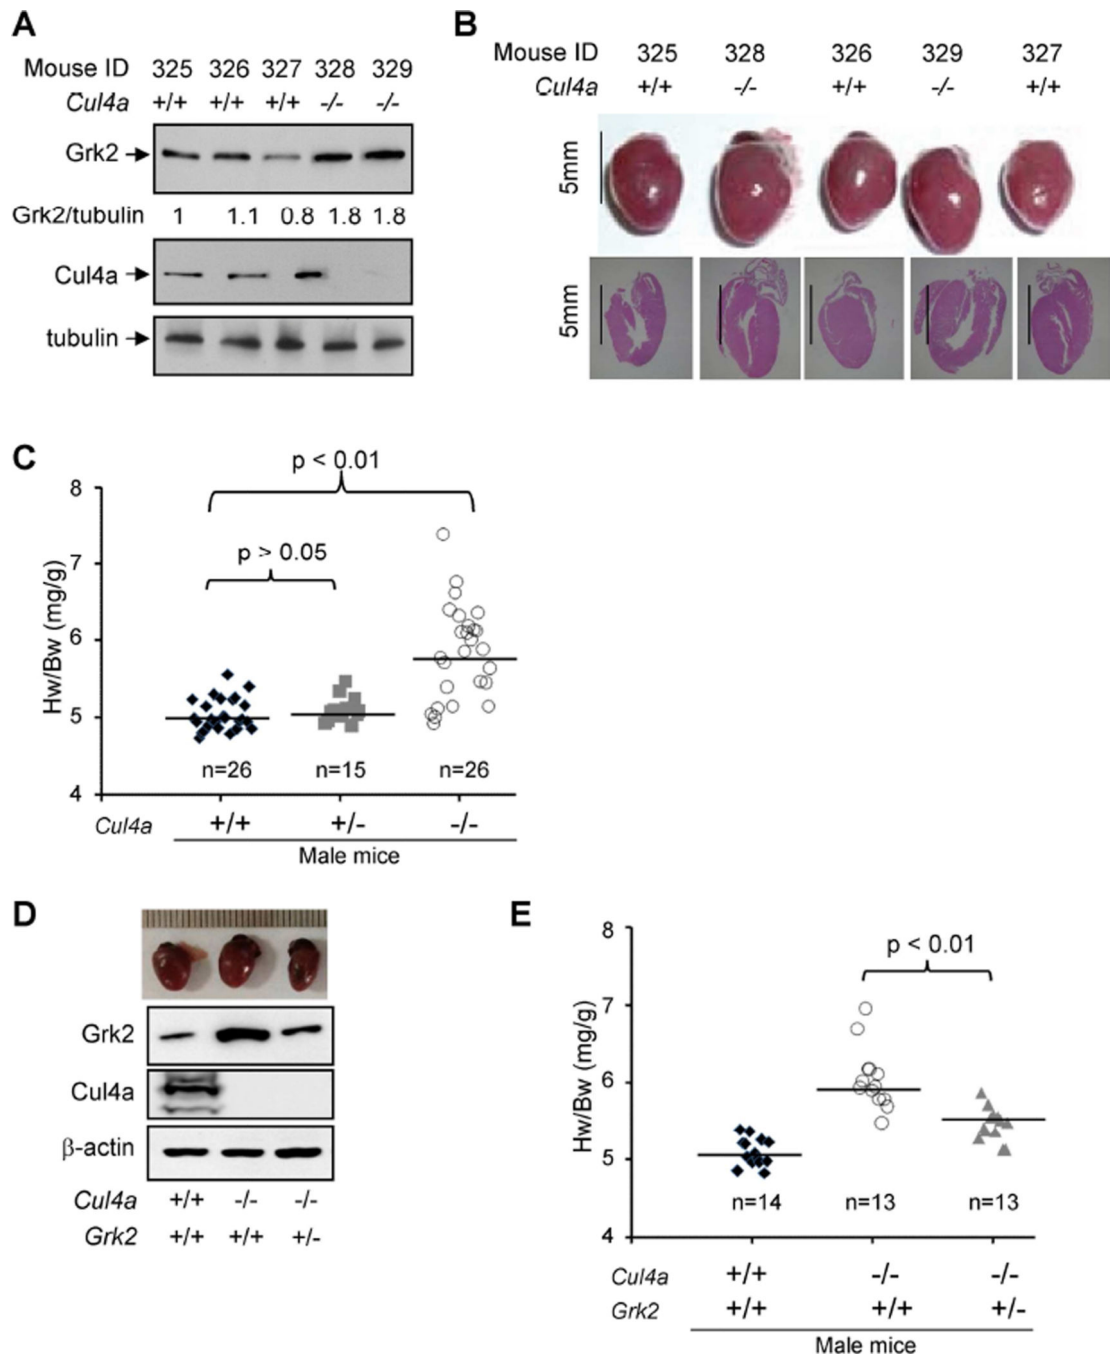 A
Mouse ID 325 326 327 328 329
Cul4a +/+ +/+ +/+ -/- -/-
Grk2
Grk2/tubulin 1 1.1 0.8 1.8 1.8
Cul4a
tubulin
B
Mouse ID 325 328 326 329 327
Cul4a +/+ -/- +/+ -/- +/+
5mm
5mm
C
p < 0.01
p > 0.05
Hw/Bw (mg/g)
8
7
6
5
4
n=26 n=15 n=26
Cul4a +/+ +/- -/-
Male mice
D
Grk2
Cul4a
β-actin
Cul4a +/+ -/- -/-
Grk2 +/+ +/+ +/-
E
p < 0.01
Hw/Bw (mg/g)
8
7
6
5
4
n=14 n=13 n=13
Cul4a +/+ -/- -/-
Grk2 +/+ +/+ +/-
Male mice